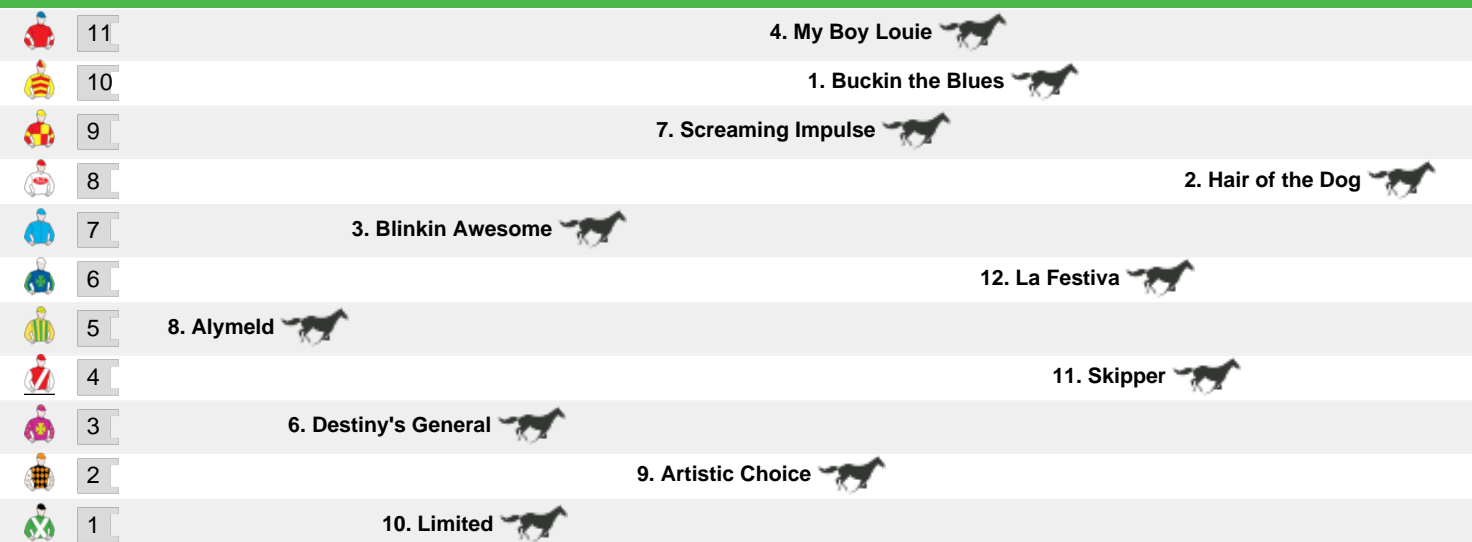 11 4. My Boy Louie
10 1. Buckin the Blues
9 7. Screaming Impulse
8 2. Hair of the Dog
7 3. Blinkin Awesome
6 12. La Festiva
5 8. Alymeld
4 11. Skipper
3 6. Destiny's General
2 9. Artistic Choice
1 10. Limited